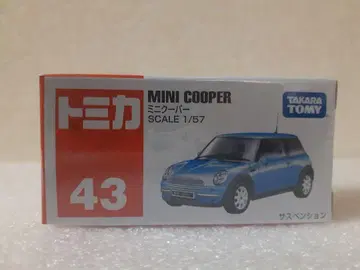 トミカ
43
MINI COOPER
ミニクーパー
SCALE 1/57
TAKARA
TOMY
サスペンション